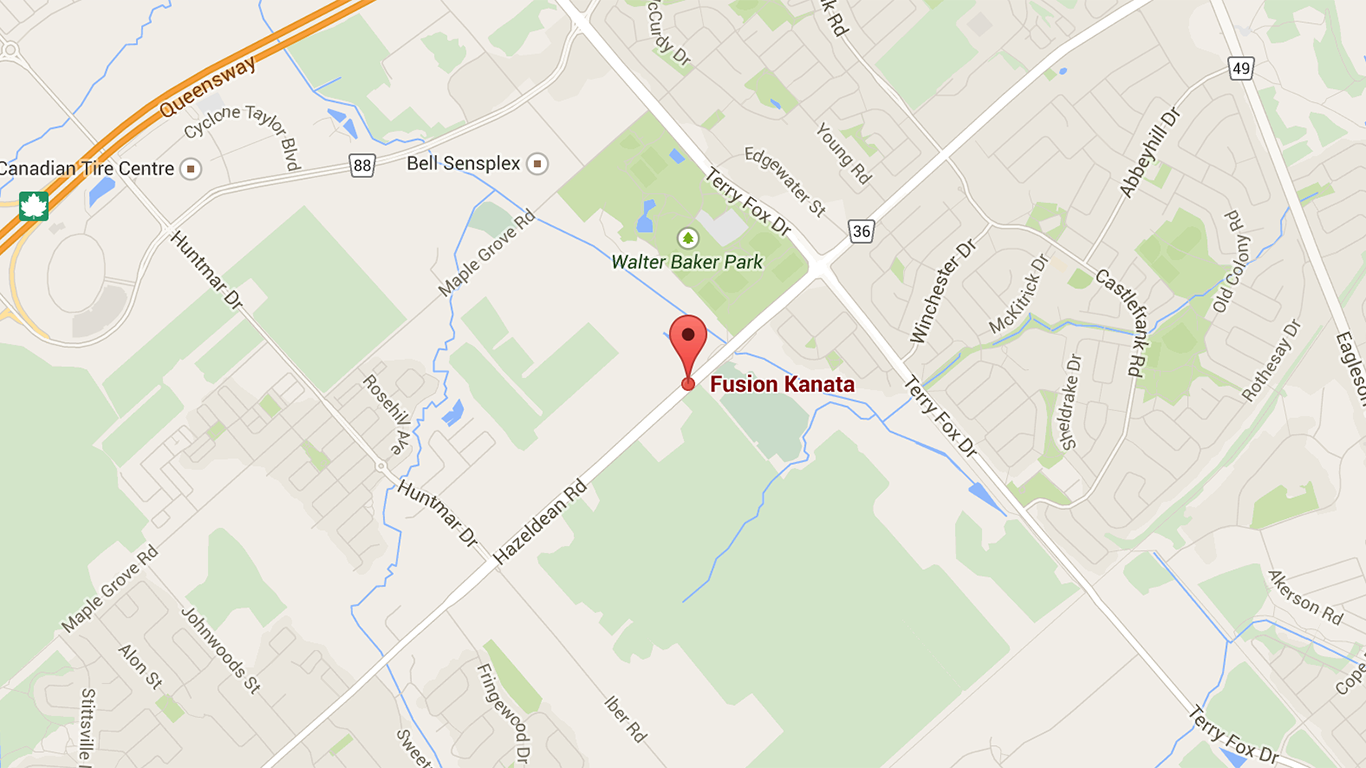 McCurdy Dr
k Rd
49
Queensway
Cyclone Taylor Blvd
Canadian Tire Centre
88
Bell Sensplex
Young Rd
Edgewater St
Abbeyhill Dr
Terry Fox Dr
36
Maple Grove Rd
Huntmar Dr
Walter Baker Park
Winchester Dr
McKitrick Dr
Old Colony Rd
Castlefrank Rd
Fusion Kanata
Rothesay Dr
Eagleson
Rosehill Ave
Sheldrake Dr
Terry Fox Dr
Huntmar Dr
Hazeldean Rd
Maple Grove Rd
Akerson Rd
Johnwoods St
Alon St
Fringewood Dr
Iber Rd
Cope
Stittsville
Sweet
Terry Fox Dr